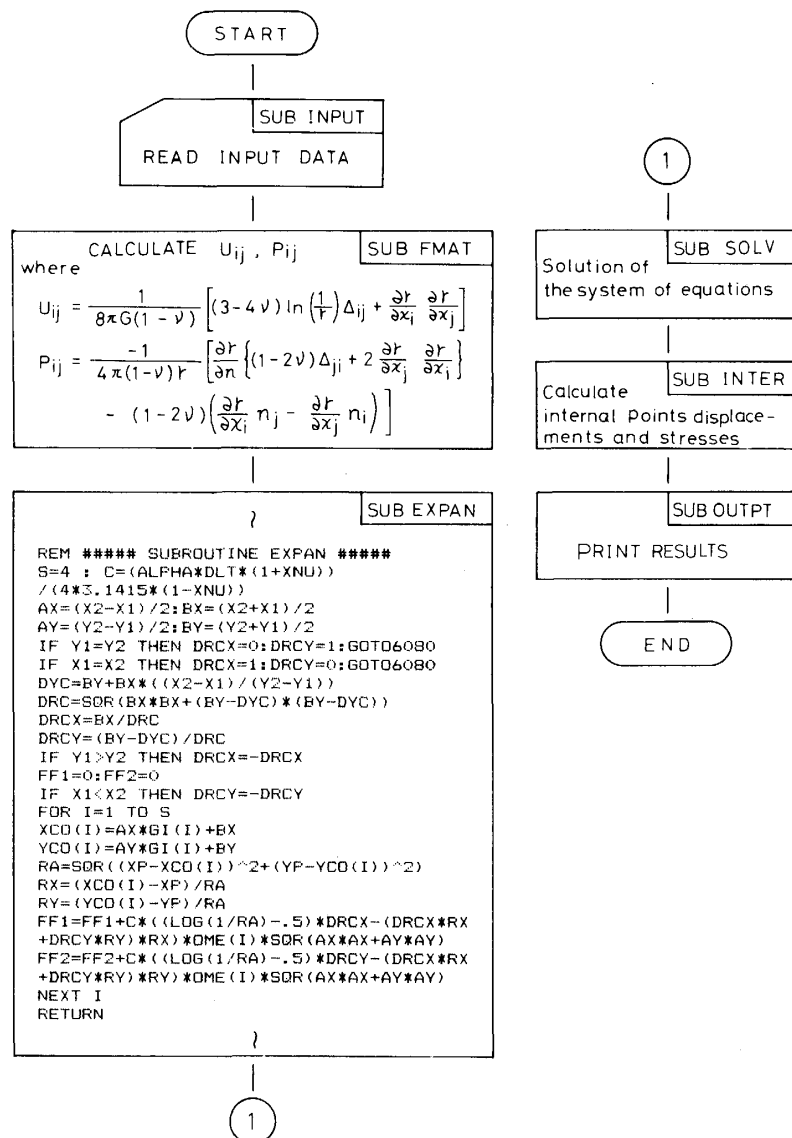 START
SUB INPUT
READ INPUT DATA
CALCULATE Uij , Pij
SUB FMAT
where
Uij = 1/(8πG(1 - ν)) [(3-4ν) ln (1/r) Δij + ∂r/∂xi ∂r/∂xj]
Pij = -1/(4π(1-ν)r) [∂r/∂n {(1-2ν)Δji + 2 ∂r/∂xj ∂r/∂xi}
- (1-2ν)(∂r/∂xi nj - ∂r/∂xj ni)]
SUB EXPAN
REM ##### SUBROUTINE EXPAN #####
S=4 : C=(ALPHA*DLT*(1+XNU))
/(4*3.1415*(1-XNU))
AX=(X2-X1)/2:BX=(X2+X1)/2
AY=(Y2-Y1)/2:BY=(Y2+Y1)/2
IF Y1=Y2 THEN DRCX=0:DRCY=1:GOTO6080
IF X1=X2 THEN DRCX=1:DRCY=0:GOTO6080
DYC=BY+BX*((X2-X1)/(Y2-Y1))
DRC=SQR(BX*BX+(BY-DYC)*(BY-DYC))
DRCX=BX/DRC
DRCY=(BY-DYC)/DRC
IF Y1>Y2 THEN DRCX=-DRCX
FF1=0:FF2=0
IF X1<X2 THEN DRCY=-DRCY
FOR I=1 TO S
XCO(I)=AX*GI(I)+BX
YCO(I)=AY*GI(I)+BY
RA=SQR((XP-XCO(I))^2+(YP-YCO(I))^2)
RX=(XCO(I)-XP)/RA
RY=(YCO(I)-YP)/RA
FF1=FF1+C*((LOG(1/RA)-.5)*DRCX-(DRCX*RX
+DRCY*RY)*RX)*OME(I)*SQR(AX*AX+AY*AY)
FF2=FF2+C*((LOG(1/RA)-.5)*DRCY-(DRCX*RX
+DRCY*RY)*RY)*OME(I)*SQR(AX*AX+AY*AY)
NEXT I
RETURN
1
1
SUB SOLV
Solution of
the system of equations
SUB INTER
Calculate
internal Points displace-
ments and stresses
SUB OUTPT
PRINT RESULTS
END